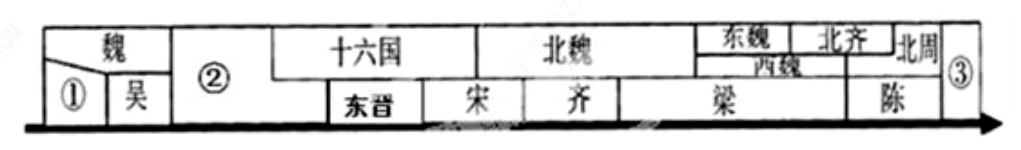 魏 十六国 北魏 东魏 北齐 北周
西魏
① 吴 ② 东晋 宋 齐 梁 陈 ③